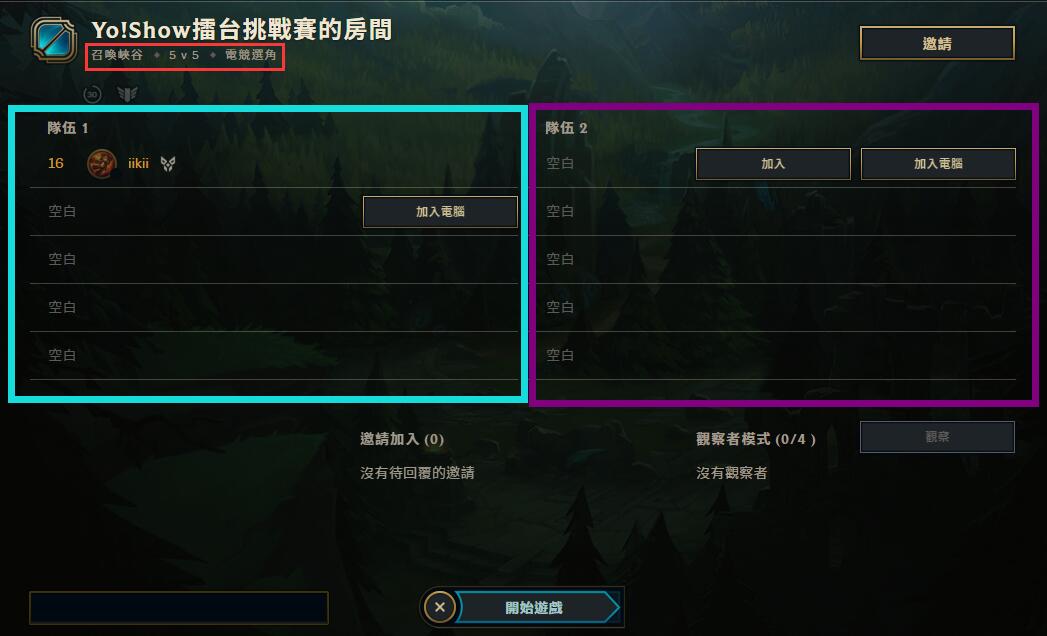 Yo!Show擂台挑戰賽的房間
召喚峽谷 ◆ 5 v 5 ◆ 電競選角
邀請
30
隊伍 1
16 iikii
空白 加入電腦
空白
空白
空白
隊伍 2
空白 加入 加入電腦
空白
空白
空白
空白
邀請加入 (0)
沒有待回覆的邀請
觀察者模式 (0/4 )
觀察
沒有觀察者
開始遊戲